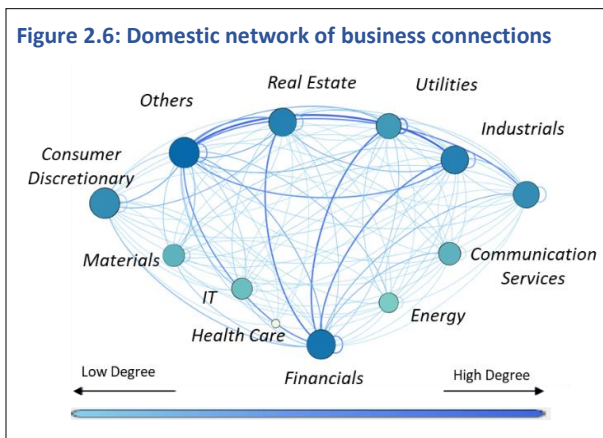 Figure 2.6: Domestic network of business connections
Real Estate
Utilities
Others
Industrials
Consumer
Discretionary
Materials
Communication
Services
IT
Energy
Health Care
Financials
Low Degree
High Degree